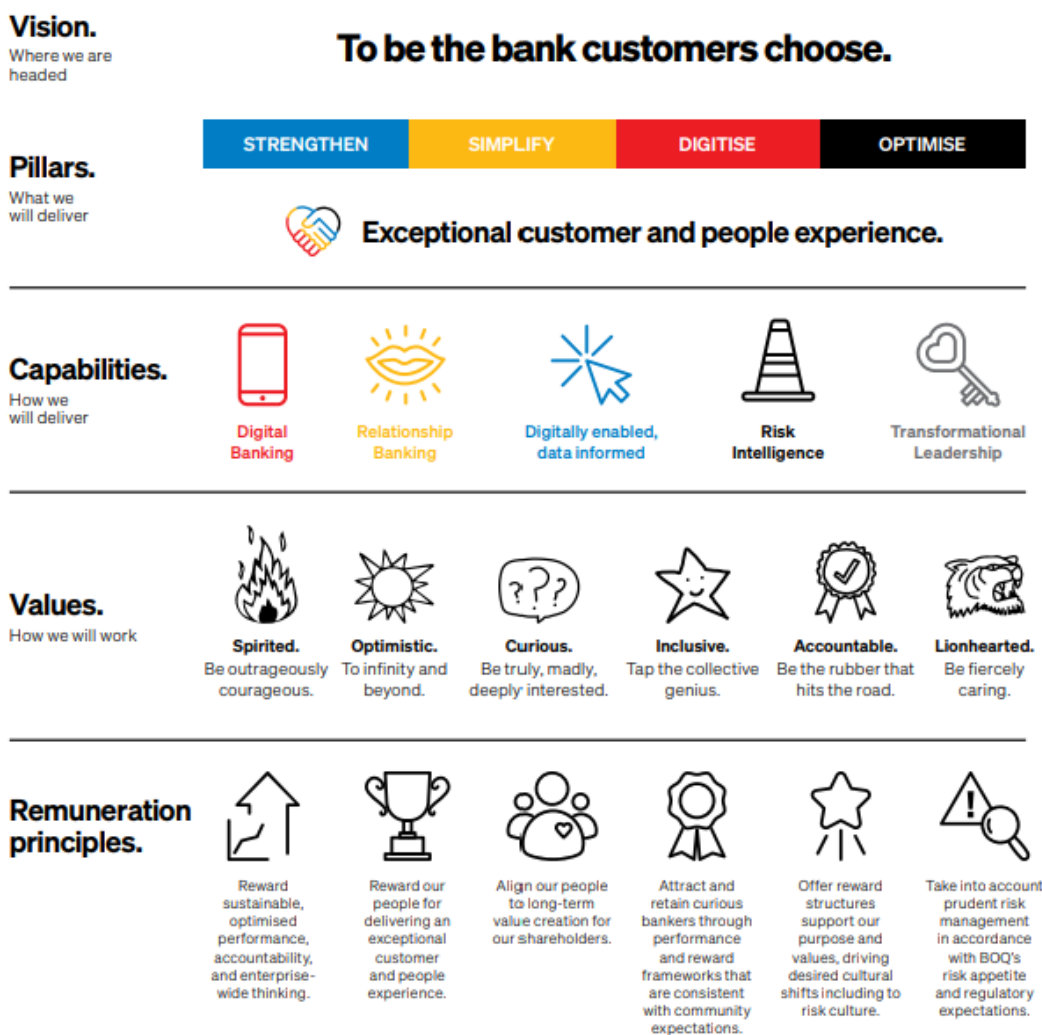 Vision.
Where we are
headed
To be the bank customers choose.
Pillars.
What we
will deliver
STRENGTHEN
SIMPLIFY
DIGITISE
OPTIMISE
Exceptional customer and people experience.
Capabilities.
How we
will deliver
Digital
Banking
Relationship
Banking
Digitally enabled,
data informed
Risk
Intelligence
Transformational
Leadership
Values.
How we will work
Spirited.
Be outrageously
courageous.
Optimistic.
To infinity and
beyond.
Curious.
Be truly, madly,
deeply interested.
Inclusive.
Tap the collective
genius.
Accountable.
Be the rubber that
hits the road.
Lionhearted.
Be fiercely
caring.
Remuneration
principles.
Reward
sustainable,
optimised
performance,
accountability,
and enterprise-
wide thinking.
Reward our
people for
delivering an
exceptional
customer
and people
experience.
Align our people
to long-term
value creation for
our shareholders.
Attract and
retain curious
bankers through
performance
and reward
frameworks that
are consistent
with community
expectations.
Offer reward
structures
support our
purpose and
values, driving
desired cultural
shifts including to
risk culture.
Take into account
prudent risk
management
in accordance
with BOQ's
risk appetite
and regulatory
expectations.